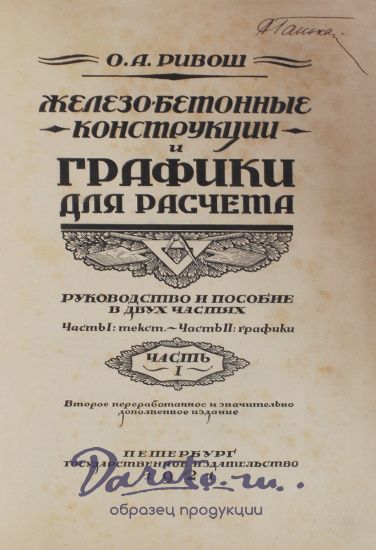 О.А.РИВОШ
ЖЕЛЕЗО-БЕТОННЫЕ
КОНСТРУКЦИИ
и
ГРАФИКИ
ДЛЯ РАСЧЕТА
РУКОВОДСТВО И ПОСОБИЕ
В ДВУХ ЧАСТЯХ
Часть I: текст. ~ Часть II: графики
ЧАСТЬ
I
Второе переработанное и значительно
дополненное издание
ПЕТЕРБУРГ
ГОСУДАРСТВЕННОЕ ИЗДАТЕЛЬСТВО
Dariko.ru
образец продукции